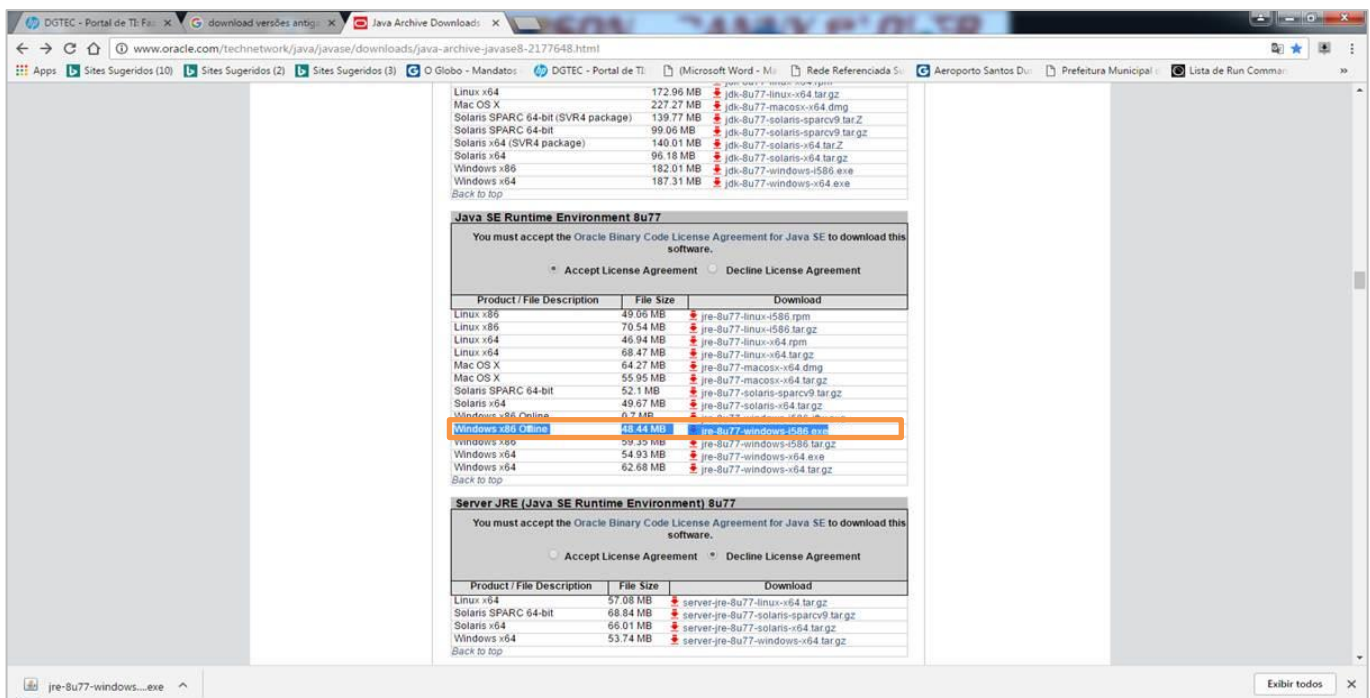 DGTEC - Portal de TI: Fa
download versões antig
Java Archive Downloads
www.oracle.com/technetwork/java/javase/downloads/java-archive-javase8-2177648.html
Apps Sites Sugeridos (10) Sites Sugeridos (2) Sites Sugeridos (3) O Globo - Mandatos DGTEC - Portal de TI (Microsoft Word - M Rede Referenciada S Aeroporto Santos Du Prefeitura Municipal Lista de Run Comman »
Linux x64 172.96 MB jdk-8u77-linux-x64.tar.gz
Mac OS X 227.27 MB jdk-8u77-macosx-x64.dmg
Solaris SPARC 64-bit (SVR4 package) 139.77 MB jdk-8u77-solaris-sparcv9.tar.Z
Solaris SPARC 64-bit 99.06 MB jdk-8u77-solaris-sparcv9.tar.gz
Solaris x64 (SVR4 package) 140.01 MB jdk-8u77-solaris-x64.tar.Z
Solaris x64 96.18 MB jdk-8u77-solaris-x64.tar.gz
Windows x86 182.01 MB jdk-8u77-windows-i586.exe
Windows x64 187.31 MB jdk-8u77-windows-x64.exe
Back to top
Java SE Runtime Environment 8u77
You must accept the Oracle Binary Code License Agreement for Java SE to download this
software.
Accept License Agreement Decline License Agreement
Product / File Description File Size Download
Linux x86 49.06 MB jre-8u77-linux-i586.rpm
Linux x86 70.54 MB jre-8u77-linux-i586.tar.gz
Linux x64 46.94 MB jre-8u77-linux-x64.rpm
Linux x64 68.47 MB jre-8u77-linux-x64.tar.gz
Mac OS X 64.27 MB jre-8u77-macosx-x64.dmg
Mac OS X 55.95 MB jre-8u77-macosx-x64.tar.gz
Solaris SPARC 64-bit 52.1 MB jre-8u77-solaris-sparcv9.tar.gz
Solaris x64 49.67 MB jre-8u77-solaris-x64.tar.gz
Windows x86 Online 0.7 MB
Windows x86 Offline 48.44 MB jre-8u77-windows-i586.exe
Windows x86 59.35 MB jre-8u77-windows-i586.tar.gz
Windows x64 54.93 MB jre-8u77-windows-x64.exe
Windows x64 62.68 MB jre-8u77-windows-x64.tar.gz
Back to top
Server JRE (Java SE Runtime Environment) 8u77
You must accept the Oracle Binary Code License Agreement for Java SE to download this
software.
Accept License Agreement Decline License Agreement
Product / File Description File Size Download
Linux x64 57.08 MB server-jre-8u77-linux-x64.tar.gz
Solaris SPARC 64-bit 68.84 MB server-jre-8u77-solaris-sparcv9.tar.gz
Solaris x64 66.01 MB server-jre-8u77-solaris-x64.tar.gz
Windows x64 53.74 MB server-jre-8u77-windows-x64.tar.gz
Back to top
jre-8u77-windows....exe
Exibir todos